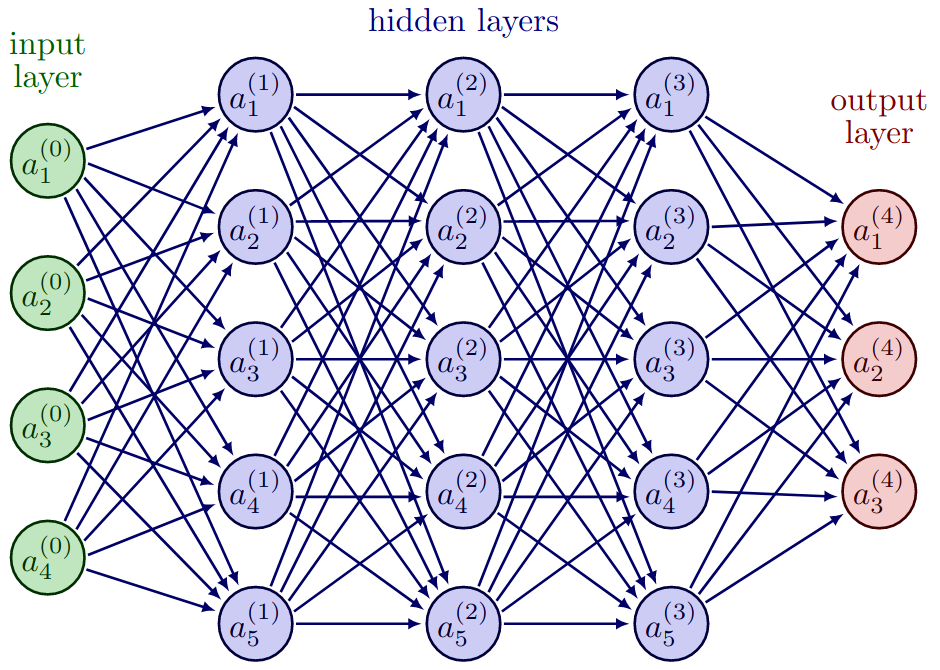 hidden layers
input
layer
output
layer
a_1^{(0)}
a_2^{(0)}
a_3^{(0)}
a_4^{(0)}
a_1^{(1)}
a_2^{(1)}
a_3^{(1)}
a_4^{(1)}
a_5^{(1)}
a_1^{(2)}
a_2^{(2)}
a_3^{(2)}
a_4^{(2)}
a_5^{(2)}
a_1^{(3)}
a_2^{(3)}
a_3^{(3)}
a_4^{(3)}
a_5^{(3)}
a_1^{(4)}
a_2^{(4)}
a_3^{(4)}